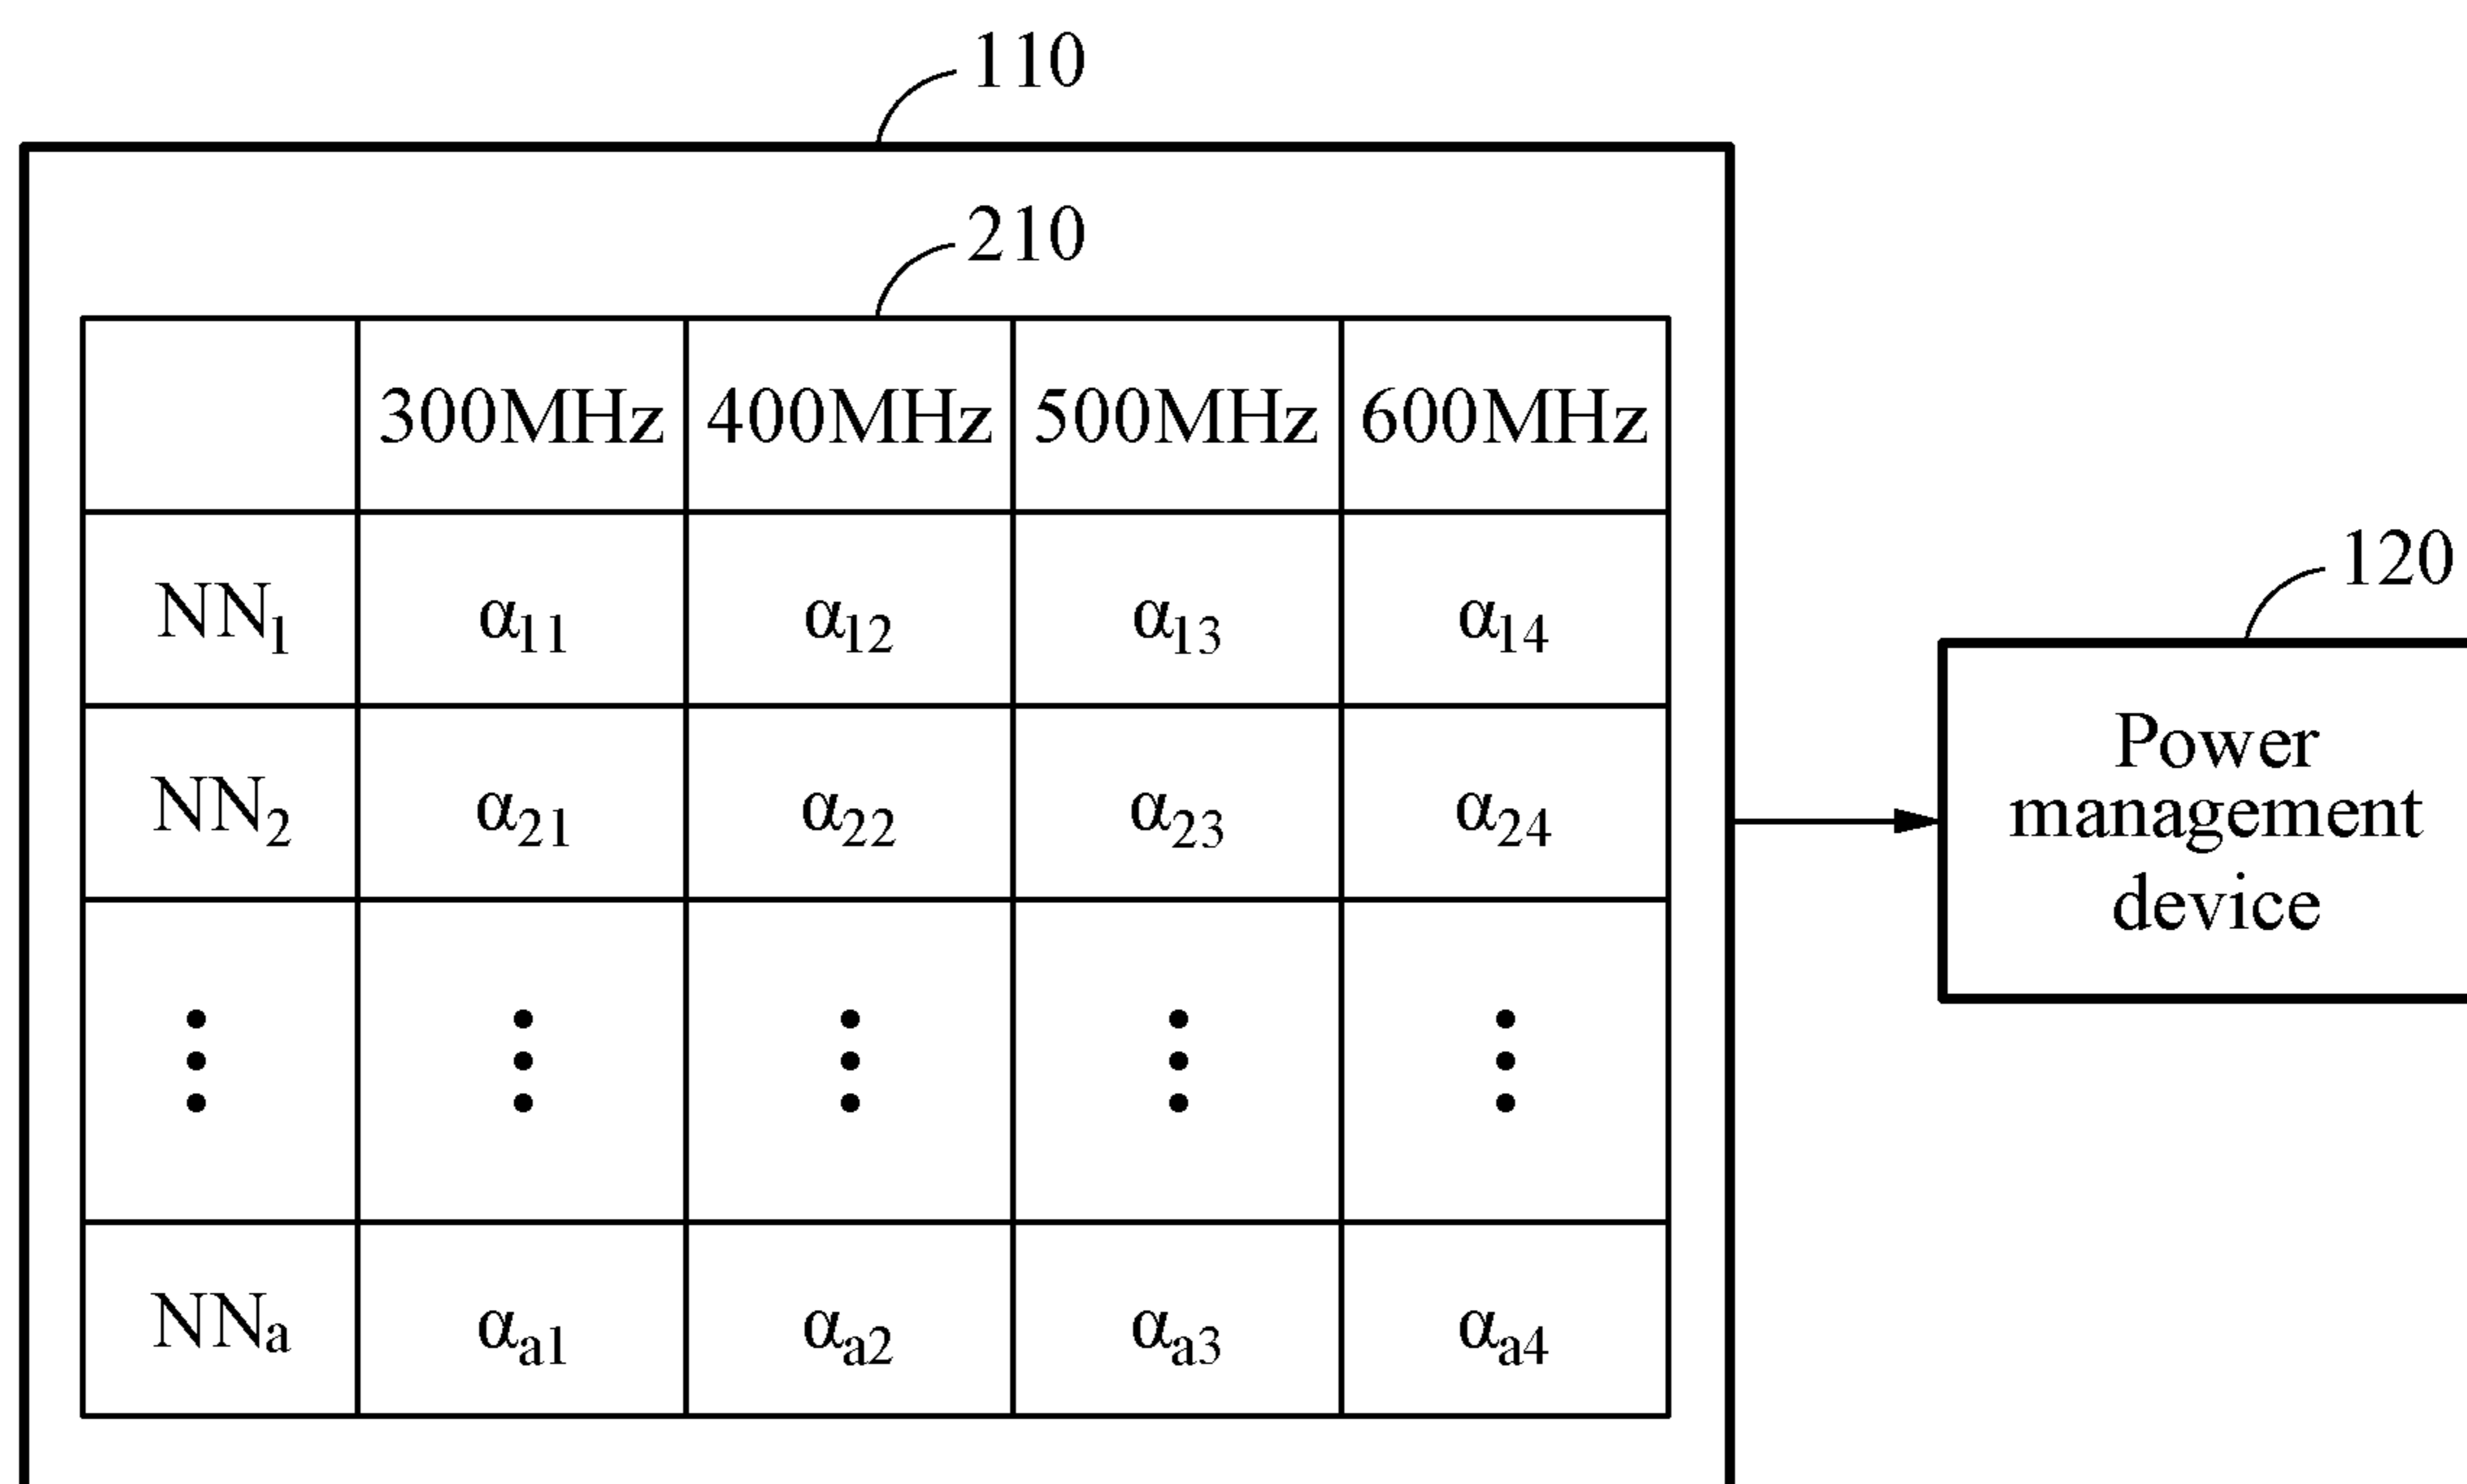 110
210
300MHz 400MHz 500MHz 600MHz
NN₁ α₁₁ α₁₂ α₁₃ α₁₄
NN₂ α₂₁ α₂₂ α₂₃ α₂₄
NNₐ αₐ₁ αₐ₂ αₐ₃ αₐ₄
120
Power
management
device